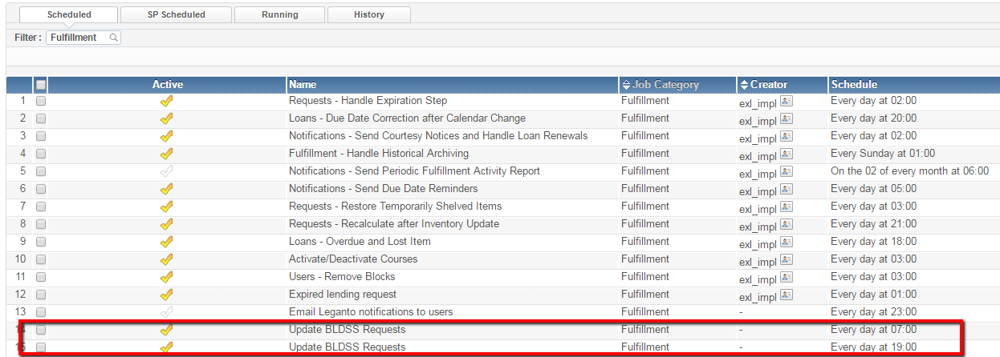 Scheduled SP Scheduled Running History
Filter : Fulfillment
Active Name Job Category Creator Schedule
1 Requests - Handle Expiration Step Fulfillment exl_impl Every day at 02:00
2 Loans - Due Date Correction after Calendar Change Fulfillment exl_impl Every day at 20:00
3 Notifications - Send Courtesy Notices and Handle Loan Renewals Fulfillment exl_impl Every day at 02:00
4 Fulfillment - Handle Historical Archiving Fulfillment exl_impl Every Sunday at 01:00
5 Notifications - Send Periodic Fulfillment Activity Report Fulfillment exl_impl On the 02 of every month at 06:00
6 Notifications - Send Due Date Reminders Fulfillment exl_impl Every day at 05:00
7 Requests - Restore Temporarily Shelved Items Fulfillment exl_impl Every day at 03:00
8 Requests - Recalculate after Inventory Update Fulfillment exl_impl Every day at 21:00
9 Loans - Overdue and Lost Item Fulfillment exl_impl Every day at 18:00
10 Activate/Deactivate Courses Fulfillment exl_impl Every day at 03:00
11 Users - Remove Blocks Fulfillment exl_impl Every day at 03:00
12 Expired lending request Fulfillment exl_impl Every day at 01:00
13 Email Leganto notifications to users Fulfillment - Every day at 23:00
14 Update BLDSS Requests Fulfillment - Every day at 07:00
15 Update BLDSS Requests Fulfillment - Every day at 19:00